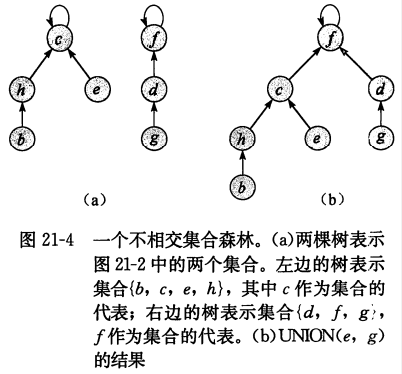 c
f
h
e
d
b
g
(a)
f
c
d
h
e
g
b
(b)
图 21-4 一个不相交集合森林。(a)两棵树表示
图 21-2 中的两个集合。左边的树表示
集合{b, c, e, h}, 其中 c 作为集合的
代表; 右边的树表示集合{d, f, g},
f 作为集合的代表。(b)UNION(e, g)
的结果